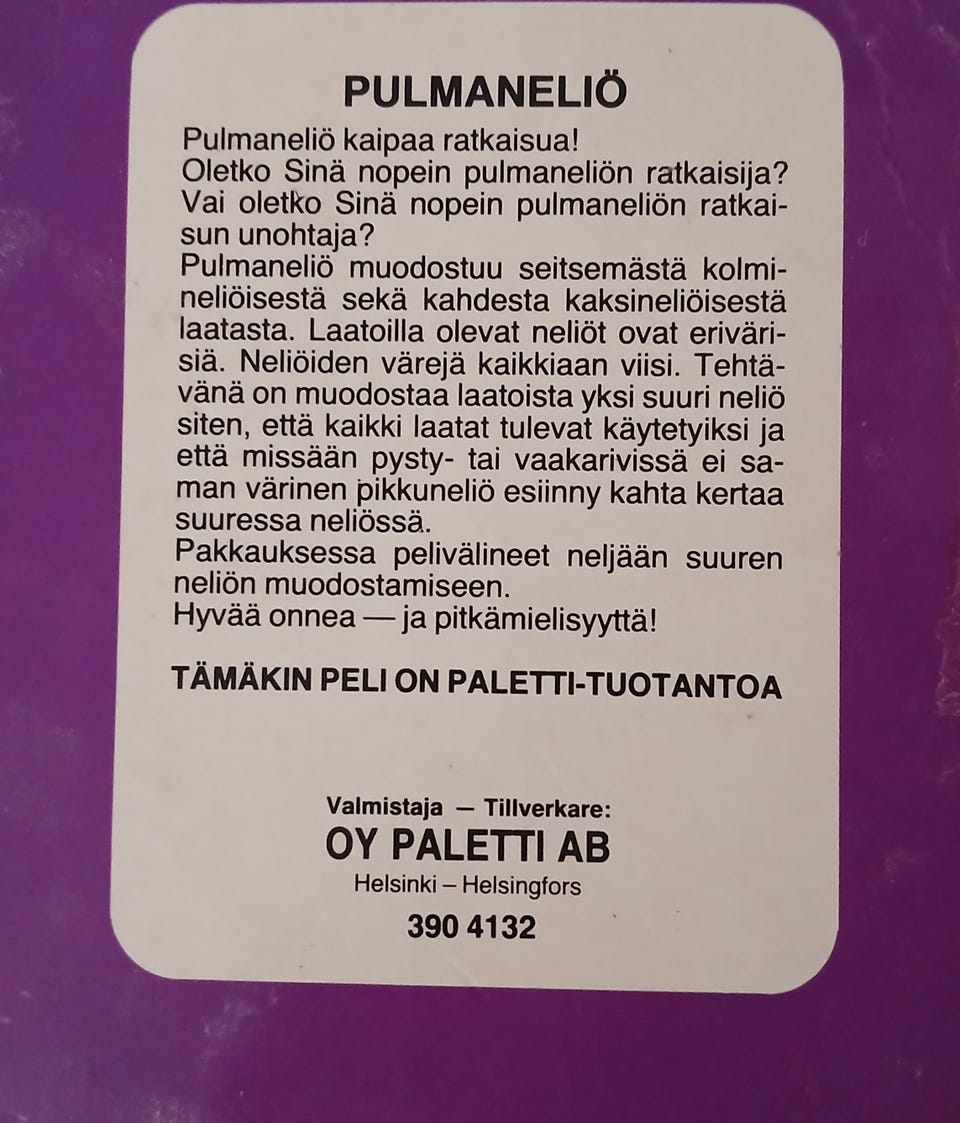 PULMANELIÖ
Pulmaneliö kaipaa ratkaisua!
Oletko Sinä nopein pulmaneliön ratkaisija?
Vai oletko Sinä nopein pulmaneliön ratkai-
sun unohtaja?
Pulmaneliö muodostuu seitsemästä kolmi-
neliöisestä sekä kahdesta kaksineliöisestä
laatasta. Laatoilla olevat neliöt ovat eriväri-
siä. Neliöiden värejä kaikkiaan viisi. Tehtä-
vänä on muodostaa laatoista yksi suuri neliö
siten, että kaikki laatat tulevat käytetyiksi ja
että missään pysty- tai vaakarivissä ei sa-
man värinen pikkuneliö esiinny kahta kertaa
suuressa neliössä.
Pakkauksessa pelivälineet neljään suuren
neliön muodostamiseen.
Hyvää onnea — ja pitkämielisyyttä!
TÄMÄKIN PELI ON PALETTI-TUOTANTOA
Valmistaja — Tillverkare:
OY PALETTI AB
Helsinki – Helsingfors
390 4132